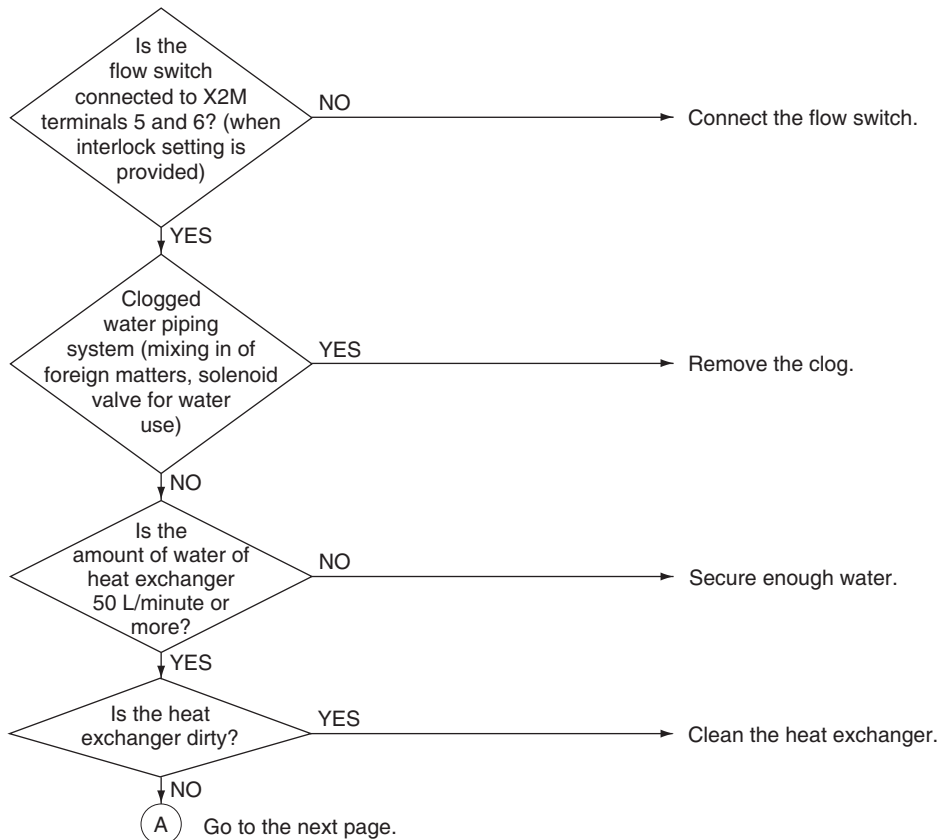 Is the
flow switch
connected to X2M
terminals 5 and 6? (when
interlock setting is
provided)
NO
Connect the flow switch.
YES
Clogged
water piping
system (mixing in of
foreign matters, solenoid
valve for water
use)
YES
Remove the clog.
NO
Is the
amount of water of
heat exchanger
50 L/minute or
more?
NO
Secure enough water.
YES
Is the heat
exchanger dirty?
YES
Clean the heat exchanger.
NO
A
Go to the next page.